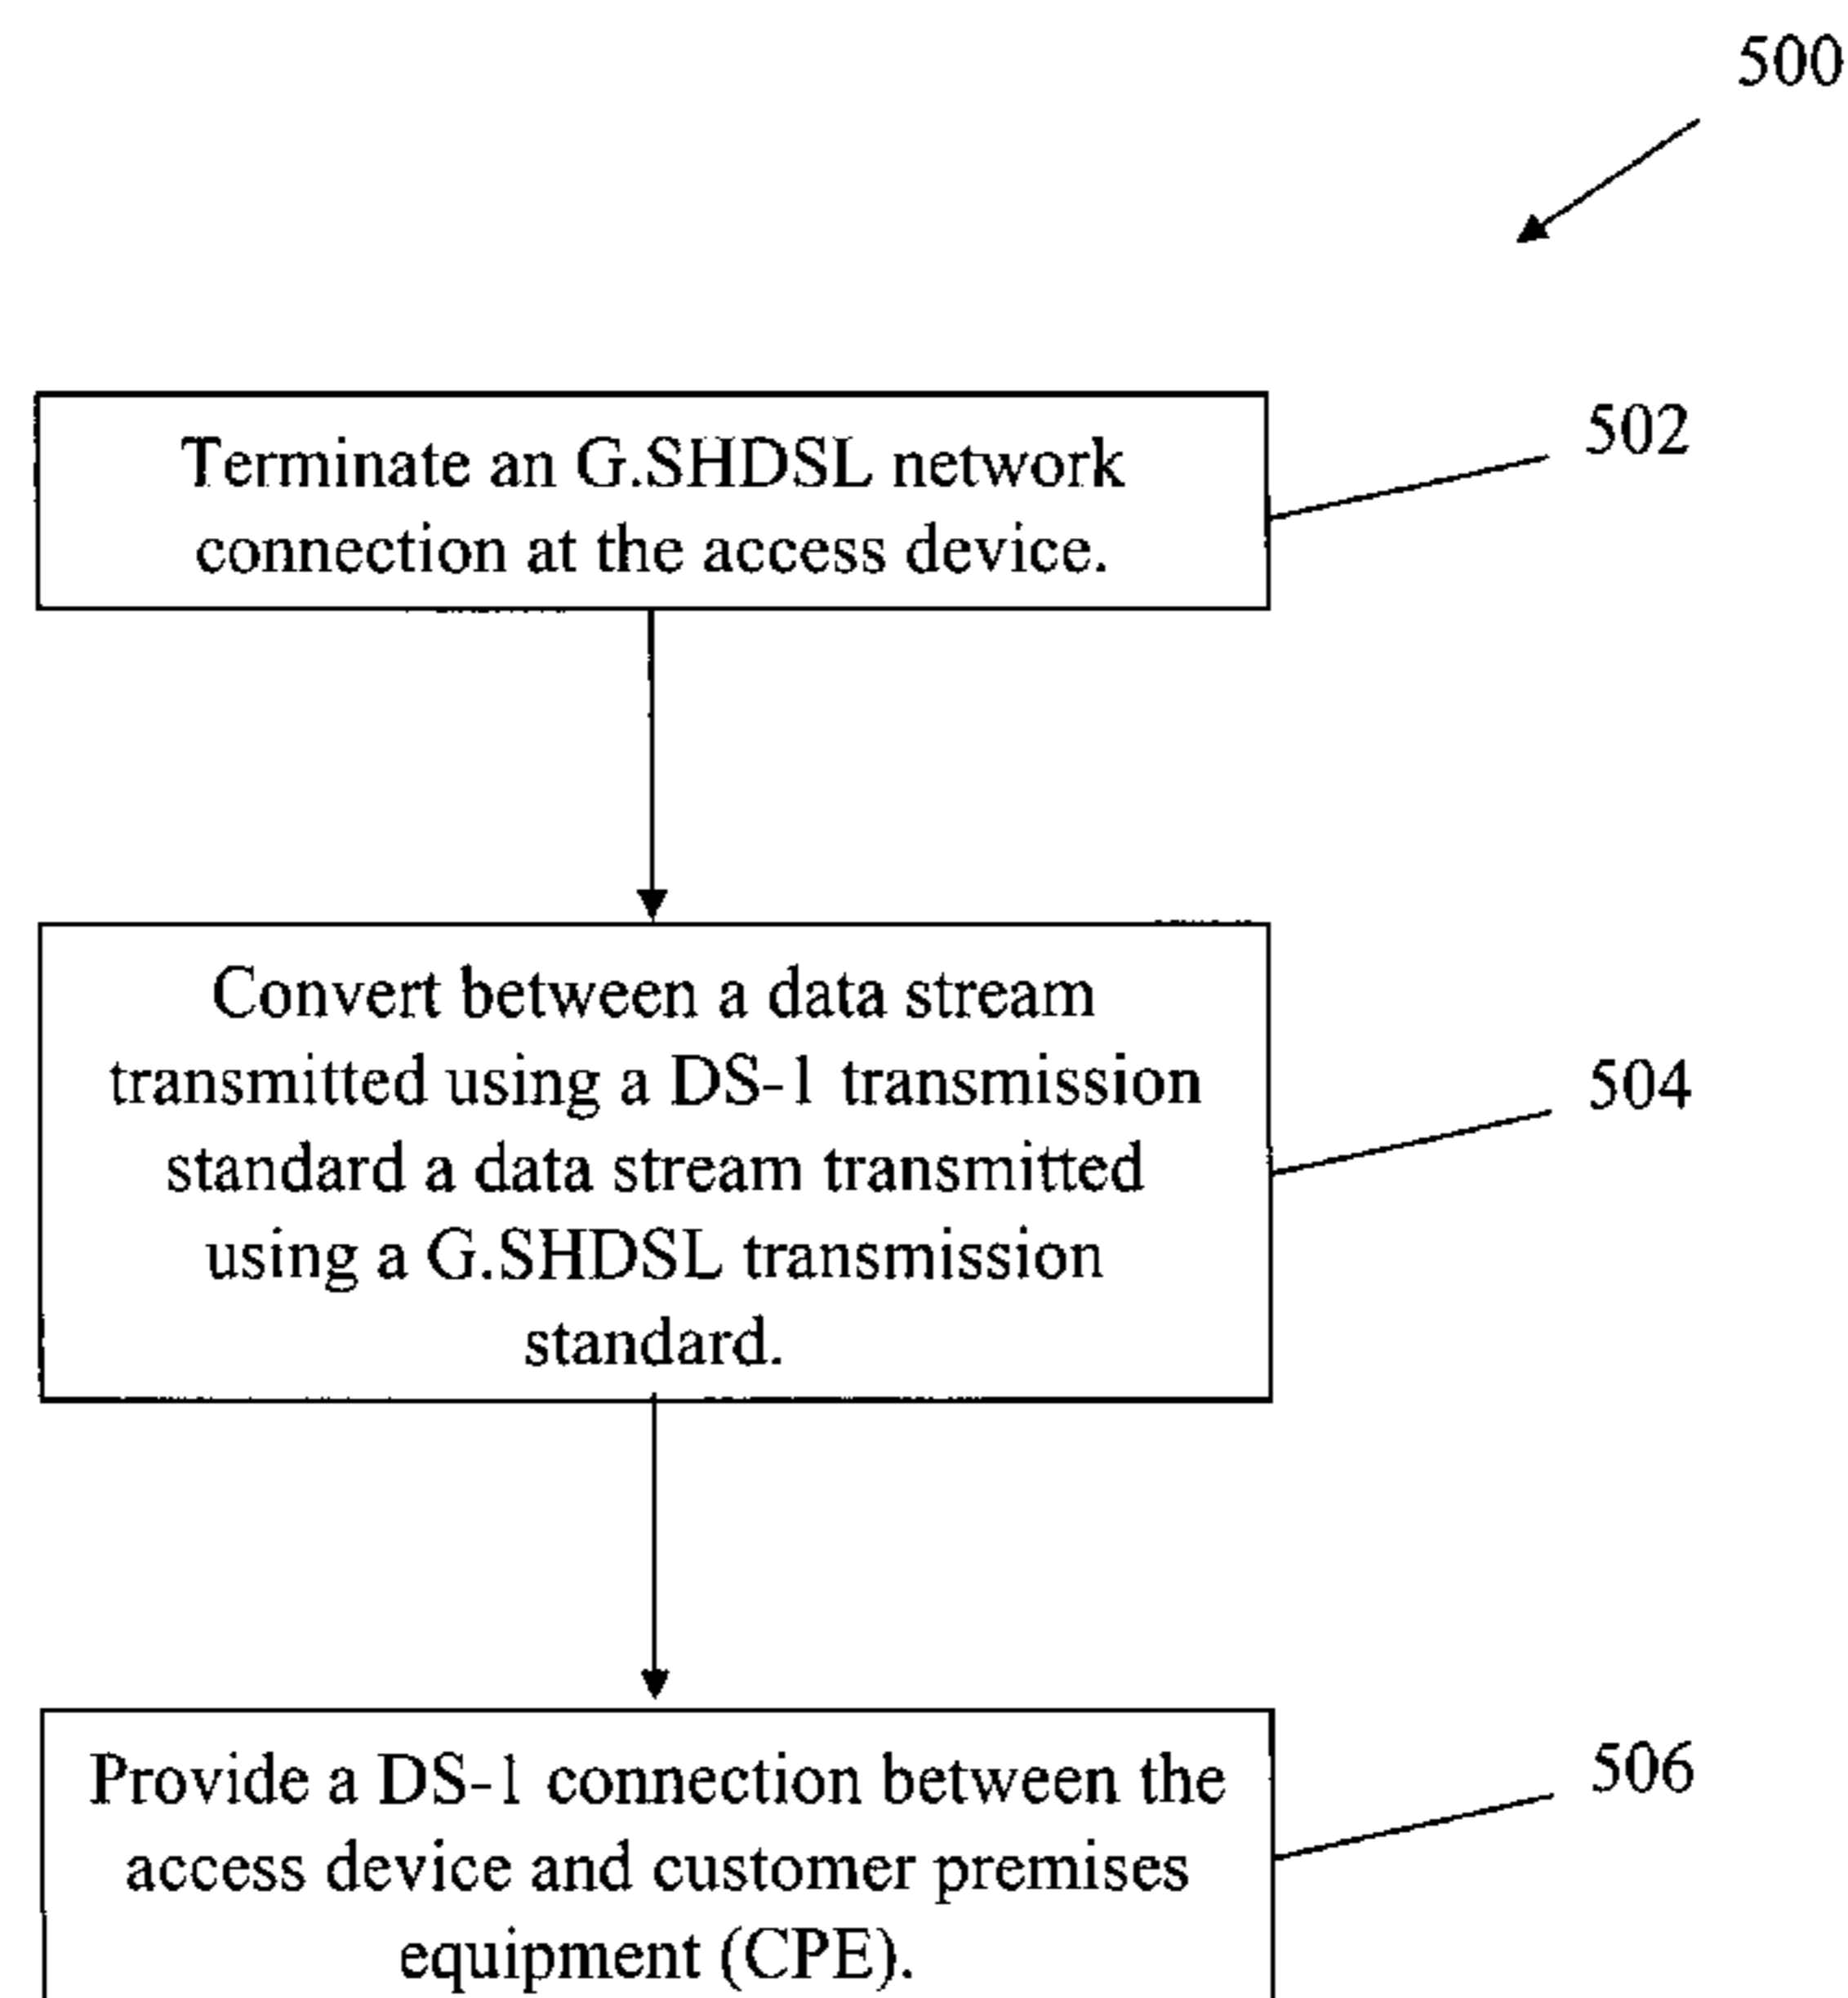 500
Terminate an G.SHDSL network
connection at the access device.
502
Convert between a data stream
transmitted using a DS-1 transmission
standard a data stream transmitted
using a G.SHDSL transmission
standard.
504
Provide a DS-1 connection between the
access device and customer premises
equipment (CPE).
506